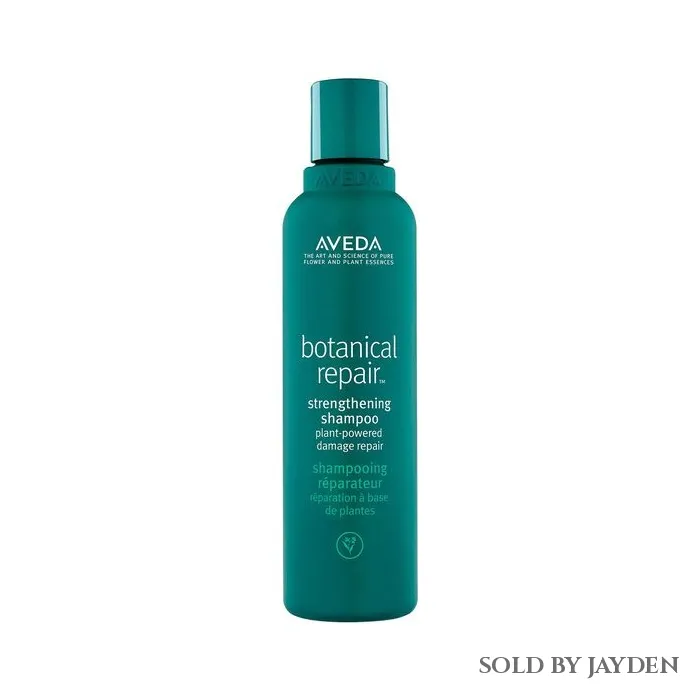 AVEDA
AVEDA
THE ART AND SCIENCE OF PURE
FLOWER AND PLANT ESSENCES
botanical
repair™
strengthening
shampoo
plant-powered
damage repair
shampooing
réparateur
réparation à base
de plantes
SOLD BY JAYDEN